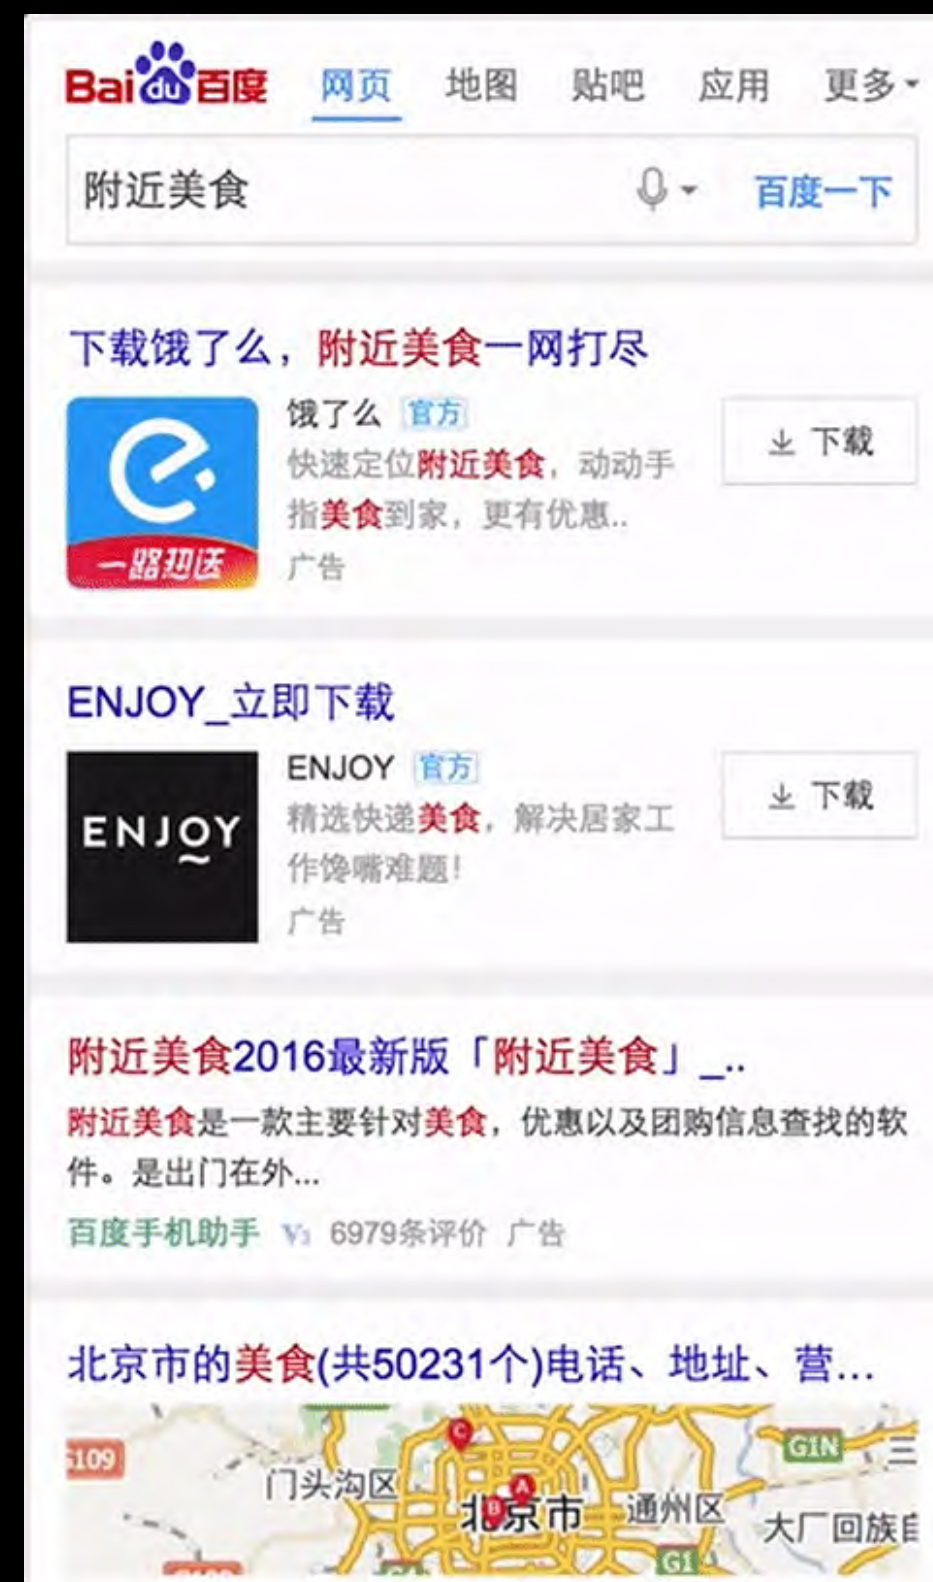 Bai du 百度 网页 地图 贴吧 应用 更多
附近美食 百度一下
下载饿了么，附近美食一网打尽
饿了么 官方
快速定位附近美食，动动手
指美食到家，更有优惠..
广告
一路热送
下载
ENJOY_立即下载
ENJOY
ENJOY 官方
精选快递美食，解决居家工
作馋嘴难题！
广告
下载
附近美食2016最新版「附近美食」_..
附近美食是一款主要针对美食，优惠以及团购信息查找的软
件。是出门在外...
百度手机助手 V3 6979条评价 广告
北京市的美食(共50231个)电话、地址、营...
C
G1N
门头沟区
A
B
北京市 通州区
大厂回族
G1